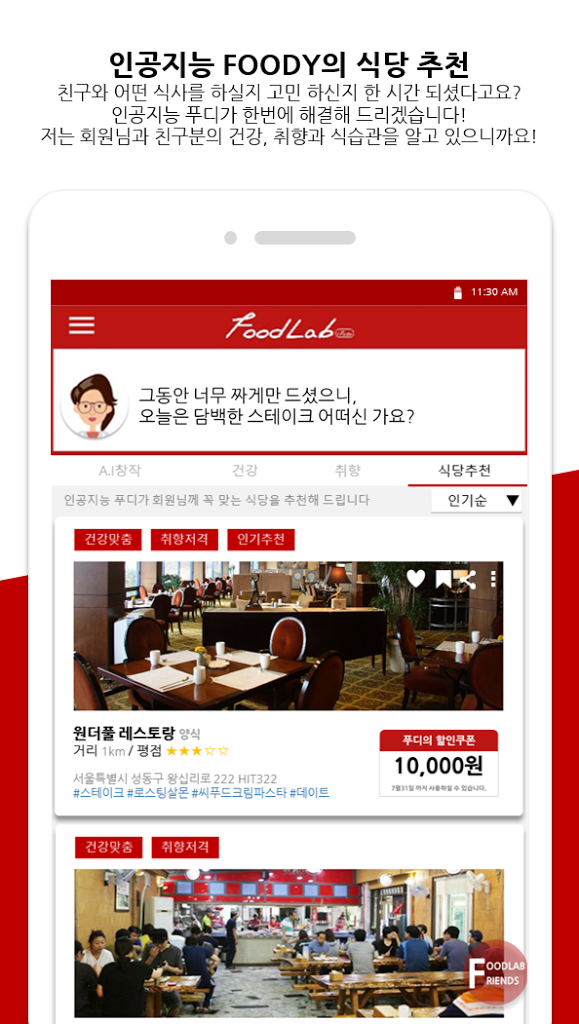 인공지능 FOODY의 식당 추천
친구와 어떤 식사를 하실지 고민 하신지 한 시간 되셨다고요?
인공지능 푸디가 한번에 해결해 드리겠습니다!
저는 회원님과 친구분의 건강, 취향과 식습관을 알고 있으니까요!
11:30 AM
FoodLab
그동안 너무 짜게만 드셨으니,
오늘은 담백한 스테이크 어떠신 가요?
A.I창작 건강 취향 식당추천
인공지능 푸디가 회원님께 꼭 맞는 식당을 추천해 드립니다 인기순 ▼
건강맞춤 취향저격 인기추천
원더풀 레스토랑 양식
거리 1km / 평점 ★★★☆☆
서울특별시 성동구 왕십리로 222 HIT322
#스테이크 #로스팅살몬 #씨푸드크림파스타 #데이트
푸디의 할인쿠폰
10,000원
7월31일 까지 사용하실 수 있습니다.
건강맞춤 취향저격
FOODLAB
FRIENDS